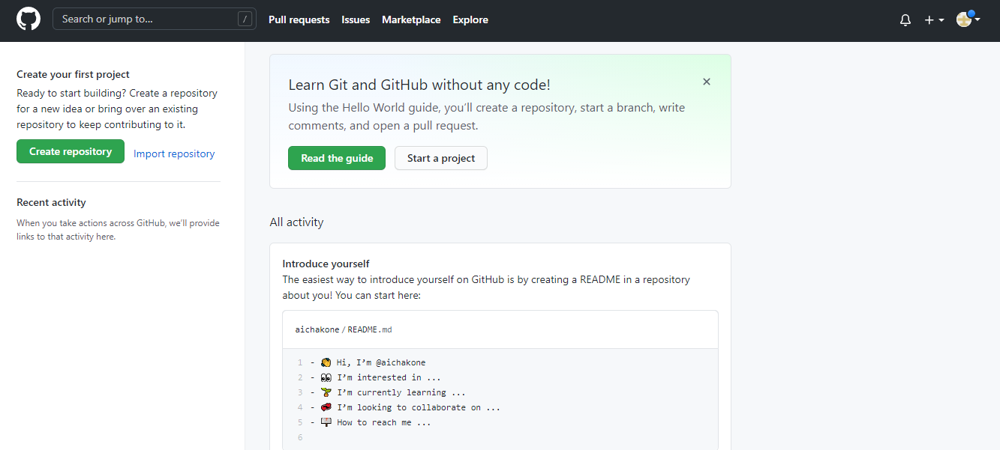 Search or jump to...
/
Pull requests
Issues
Marketplace
Explore
Create your first project
Ready to start building? Create a repository
for a new idea or bring over an existing
repository to keep contributing to it.
Create repository
Import repository
Recent activity
When you take actions across GitHub, we’ll provide
links to that activity here.
Learn Git and GitHub without any code!
Using the Hello World guide, you’ll create a repository, start a branch, write
comments, and open a pull request.
Read the guide
Start a project
All activity
Introduce yourself
The easiest way to introduce yourself on GitHub is by creating a README in a repository
about you! You can start here:
aichakone/README.md
1 - 👋 Hi, I’m @aichakone
2 - 👀 I’m interested in ...
3 - 🌱 I’m currently learning ...
4 - 💞️ I’m looking to collaborate on ...
5 - 📫 How to reach me ...
6